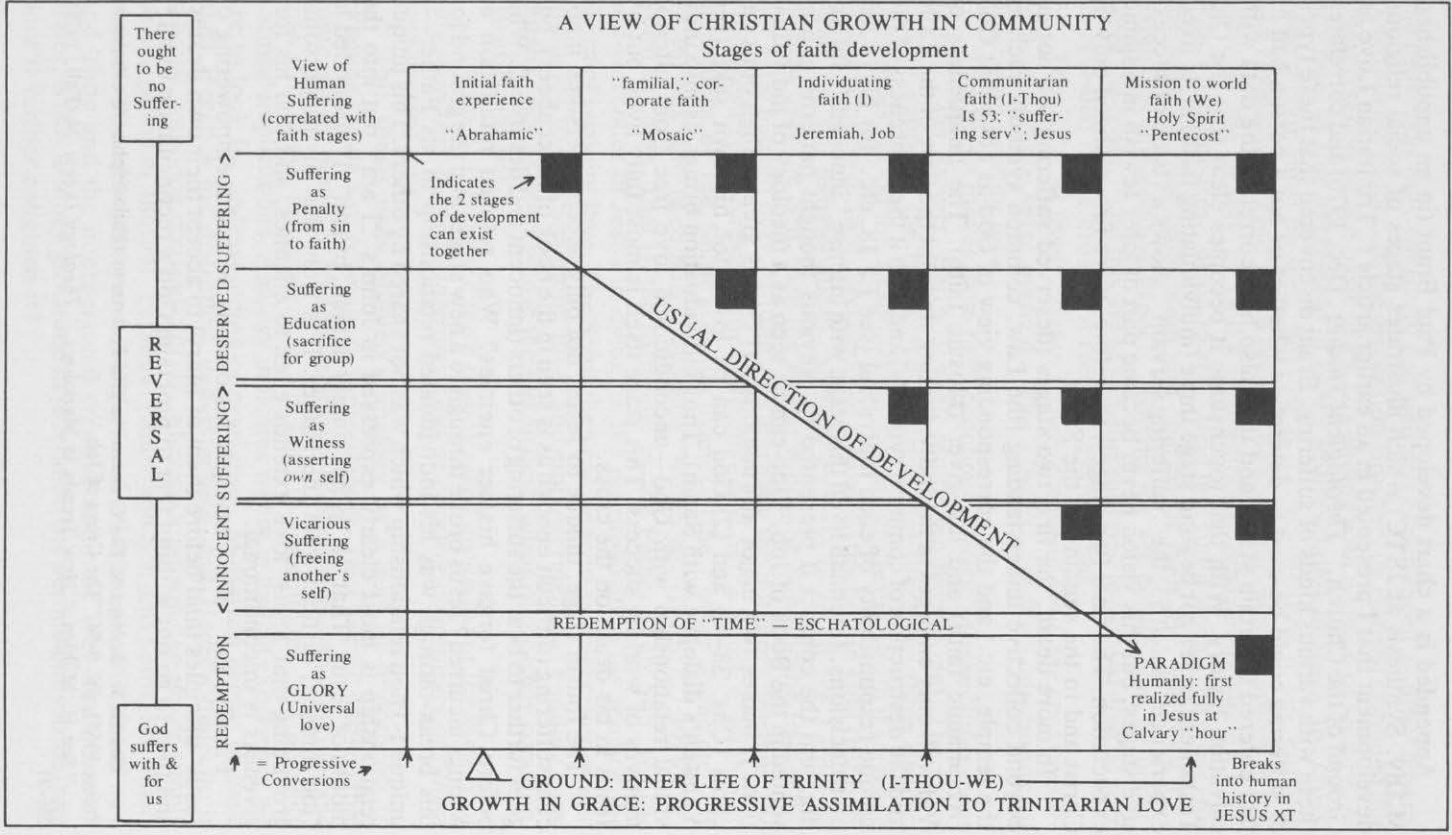 A VIEW OF CHRISTIAN GROWTH IN COMMUNITY
Stages of faith development
There
ought to
be no
Suffer-
ing
REVERSAL
God
suffers
with &
for
us
View of
Human
Suffering
(correlated with
faith stages)
Initial faith
experience
"Abrahamic"
"familial," cor-
porate faith
"Mosaic"
Individuating
faith (I)
Jeremiah, Job
Communitarian
faith (I-Thou)
Is 53; "suffer-
ing serv"; Jesus
Mission to world
faith (We)
Holy Spirit
"Pentecost"
REDEMPTION <INNOCENT SUFFERING> DESERVED SUFFERING >
Suffering
as
Penalty
(from sin
to faith)
Indicates
the 2 stages
of development
can exist
together
Suffering
as
Education
(sacrifice
for group)
USUAL DIRECTION OF DEVELOPMENT
Suffering
as
Witness
(asserting
own self)
Vicarious
Suffering
(freeing
another's
self)
REDEMPTION OF "TIME" — ESCHATOLOGICAL
Suffering
as
GLORY
(Universal
love)
PARADIGM
Humanly: first
realized fully
in Jesus at
Calvary "hour"
= Progressive
Conversions
GROUND: INNER LIFE OF TRINITY (I-THOU-WE)
GROWTH IN GRACE: PROGRESSIVE ASSIMILATION TO TRINITARIAN LOVE
Breaks
into human
history in
JESUS XT